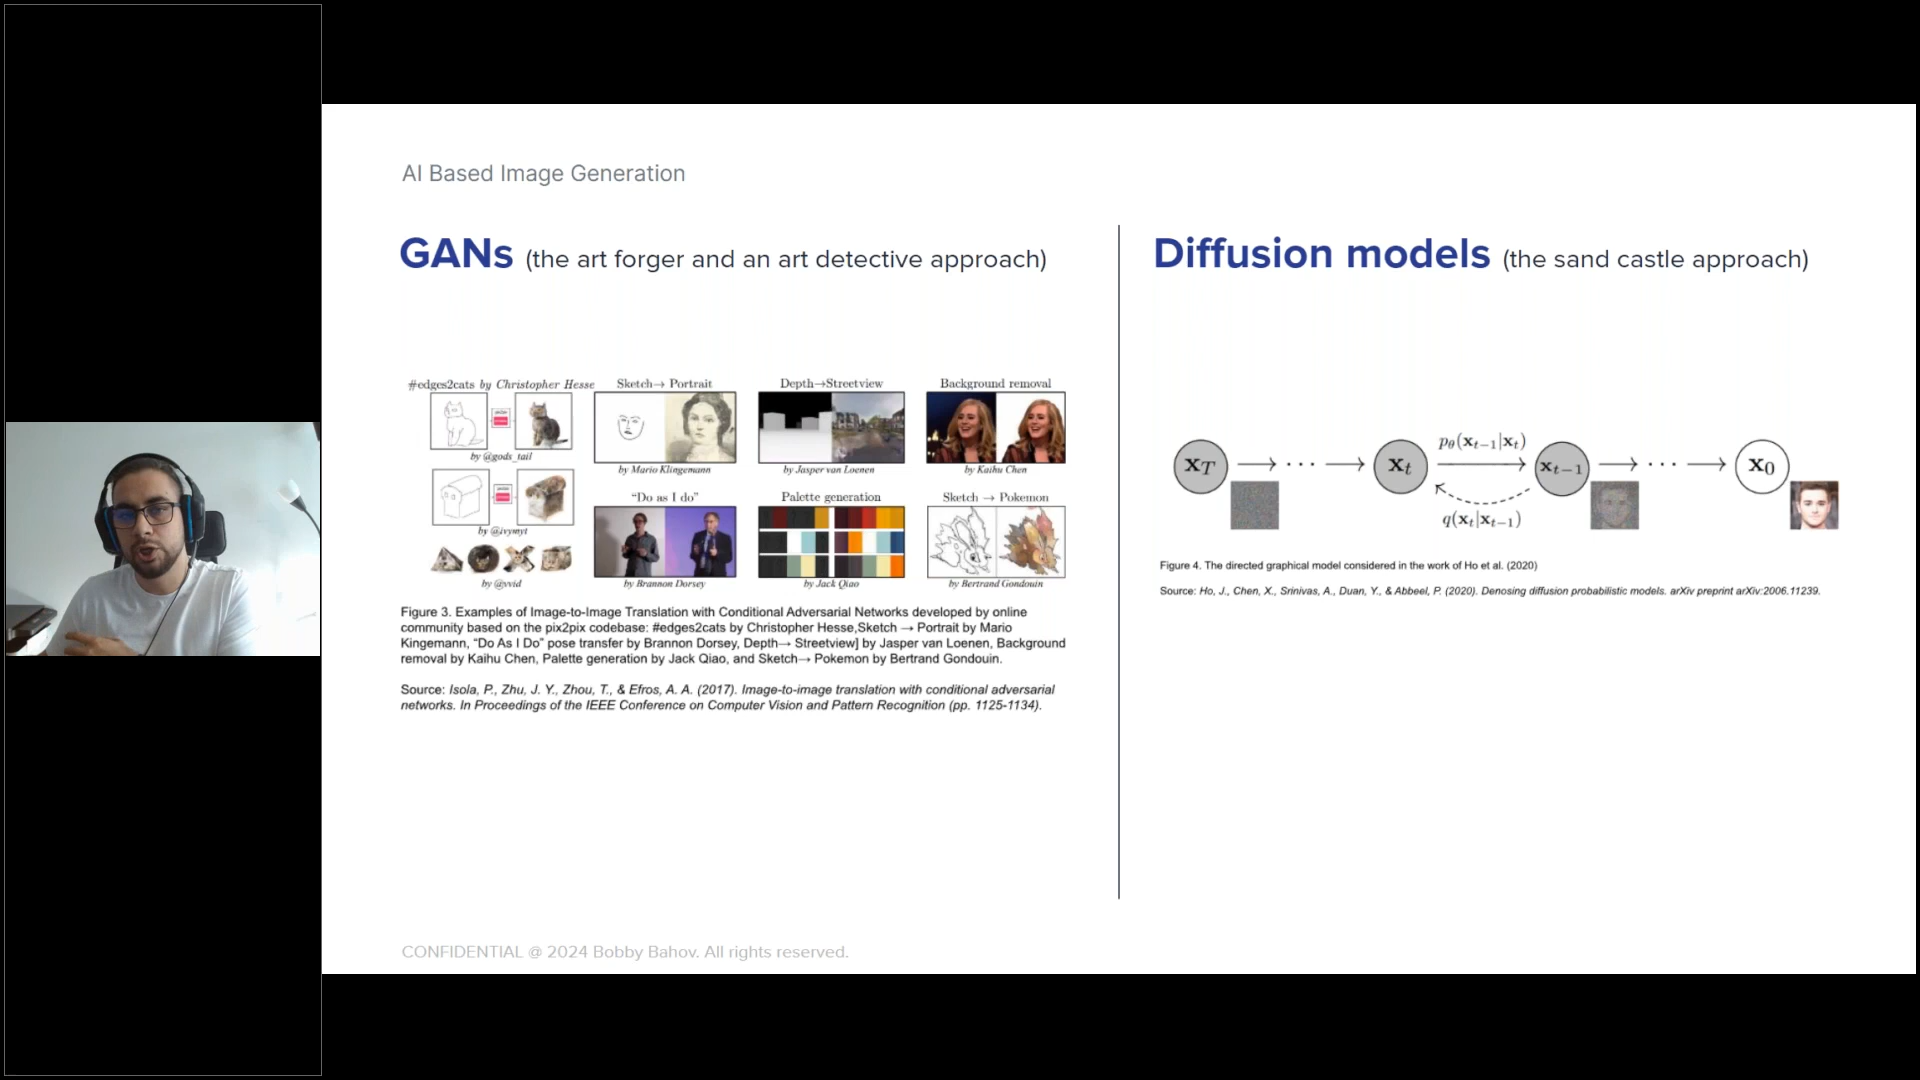 AI Based Image Generation
GANs (the art forger and an art detective approach)
#edges2cats by Christopher Hesse
Sketch→ Portrait
Depth→Streetview
Background removal
by @gods_tail
by Mario Klingemann
by Jasper van Loenen
by Kaihu Chen
"Do as I do"
Palette generation
Sketch → Pokemon
by @ivymyt
by @vvid
by Brannon Dorsey
by Jack Qiao
by Bertrand Gondouin
Figure 3. Examples of Image-to-Image Translation with Conditional Adversarial Networks developed by online
community based on the pix2pix codebase: #edges2cats by Christopher Hesse,Sketch → Portrait by Mario
Kingemann, "Do As I Do" pose transfer by Brannon Dorsey, Depth→ Streetview] by Jasper van Loenen, Background
removal by Kaihu Chen, Palette generation by Jack Qiao, and Sketch→ Pokemon by Bertrand Gondouin.
Source: Isola, P., Zhu, J. Y., Zhou, T., & Efros, A. A. (2017). Image-to-image translation with conditional adversarial
networks. In Proceedings of the IEEE Conference on Computer Vision and Pattern Recognition (pp. 1125-1134).
Diffusion models (the sand castle approach)
pθ(xt−1|xt)
xT → ··· → xt → xt−1 → ··· → x0
q(xt|xt−1)
Figure 4. The directed graphical model considered in the work of Ho et al. (2020)
Source: Ho, J., Chen, X., Srinivas, A., Duan, Y., & Abbeel, P. (2020). Denosing diffusion probabilistic models. arXiv preprint arXiv:2006.11239.
CONFIDENTIAL @ 2024 Bobby Bahov. All rights reserved.